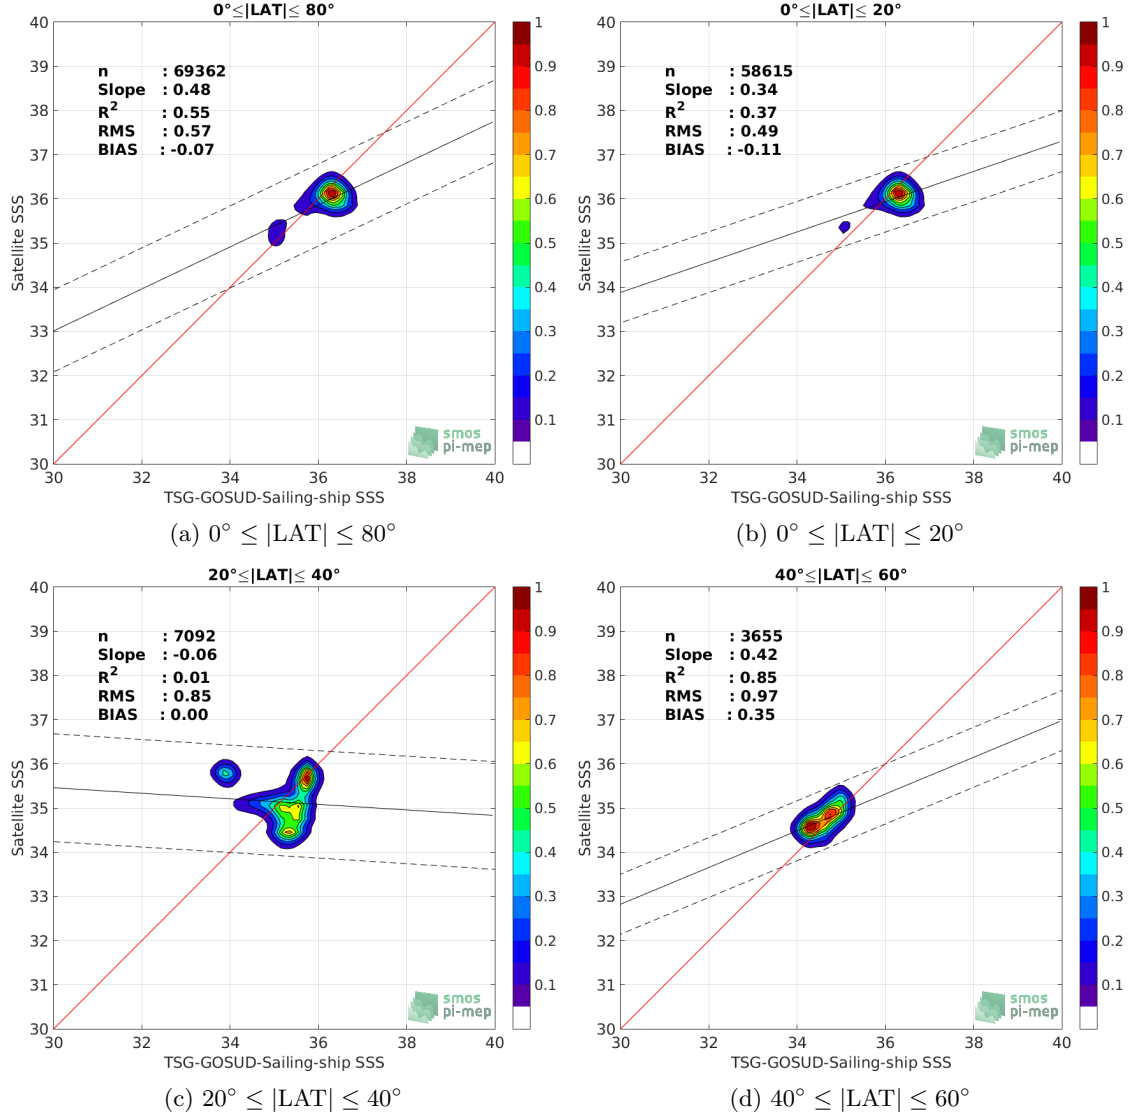 0°≤|LAT|≤ 80°
n : 69362
Slope : 0.48
R2 : 0.55
RMS : 0.57
BIAS : -0.07
40
39
38
37
36
35
34
33
32
31
30
30 32 34 36 38 40
Satellite SSS
TSG-GOSUD-Sailing-ship SSS
smos
pi-mep
1
0.9
0.8
0.7
0.6
0.5
0.4
0.3
0.2
0.1
(a) 0° ≤ |LAT| ≤ 80°
0°≤|LAT|≤ 20°
n : 58615
Slope : 0.34
R2 : 0.37
RMS : 0.49
BIAS : -0.11
40
39
38
37
36
35
34
33
32
31
30
30 32 34 36 38 40
Satellite SSS
TSG-GOSUD-Sailing-ship SSS
smos
pi-mep
1
0.9
0.8
0.7
0.6
0.5
0.4
0.3
0.2
0.1
(b) 0° ≤ |LAT| ≤ 20°
20°≤|LAT|≤ 40°
n : 7092
Slope : -0.06
R2 : 0.01
RMS : 0.85
BIAS : 0.00
40
39
38
37
36
35
34
33
32
31
30
30 32 34 36 38 40
Satellite SSS
TSG-GOSUD-Sailing-ship SSS
smos
pi-mep
1
0.9
0.8
0.7
0.6
0.5
0.4
0.3
0.2
0.1
(c) 20° ≤ |LAT| ≤ 40°
40°≤|LAT|≤ 60°
n : 3655
Slope : 0.42
R2 : 0.85
RMS : 0.97
BIAS : 0.35
40
39
38
37
36
35
34
33
32
31
30
30 32 34 36 38 40
Satellite SSS
TSG-GOSUD-Sailing-ship SSS
smos
pi-mep
1
0.9
0.8
0.7
0.6
0.5
0.4
0.3
0.2
0.1
(d) 40° ≤ |LAT| ≤ 60°